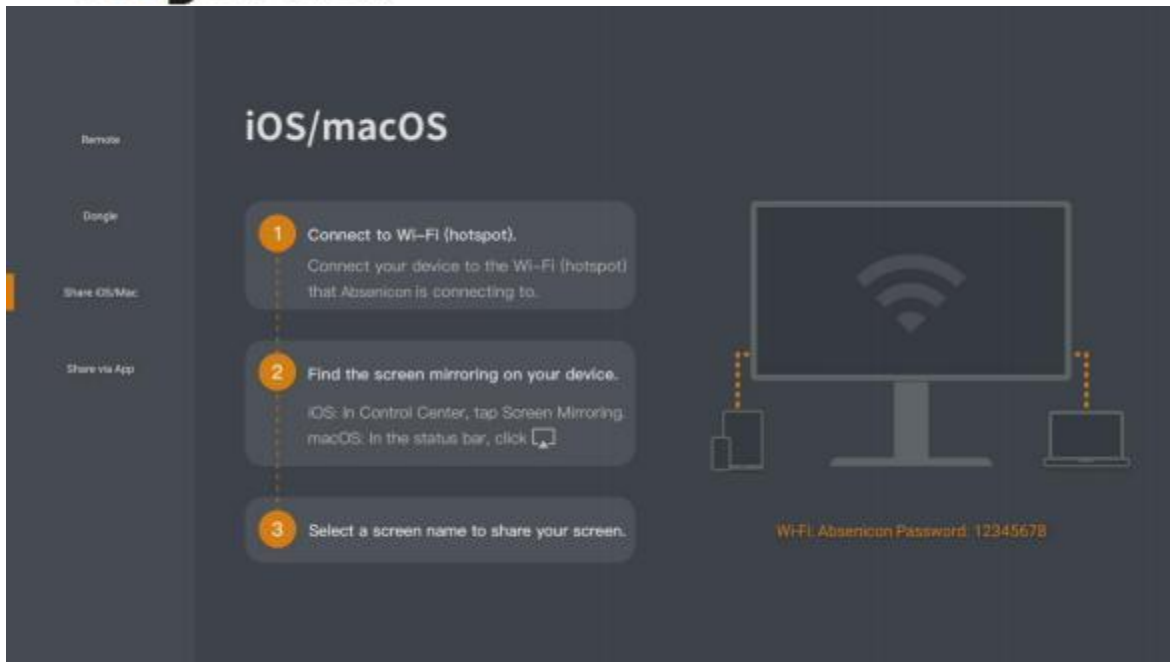 iOS/macOS
Remote
Dongle
Share iOS/Mac
Share via App
1
Connect to Wi-Fi (hotspot).
Connect your device to the Wi-Fi (hotspot)
that Absenicon is connecting to.
2
Find the screen mirroring on your device.
iOS: In Control Center, tap Screen Mirroring.
macOS: In the status bar, click
3
Select a screen name to share your screen.
Wi-Fi: Absenicon Password: 12345678